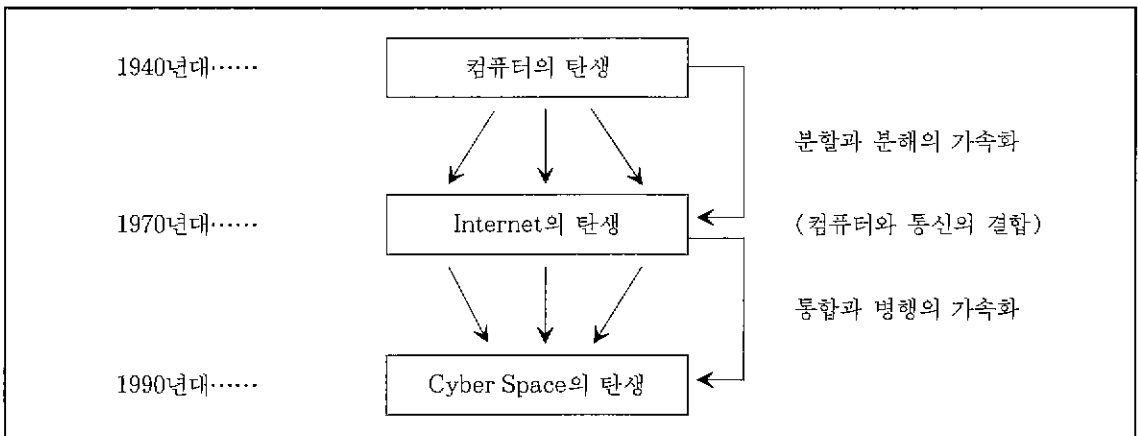 1940년대…… 컴퓨터의 탄생
분할과 분해의 가속화
1970년대…… Internet의 탄생 (컴퓨터와 통신의 결합)
통합과 병행의 가속화
1990년대…… Cyber Space의 탄생